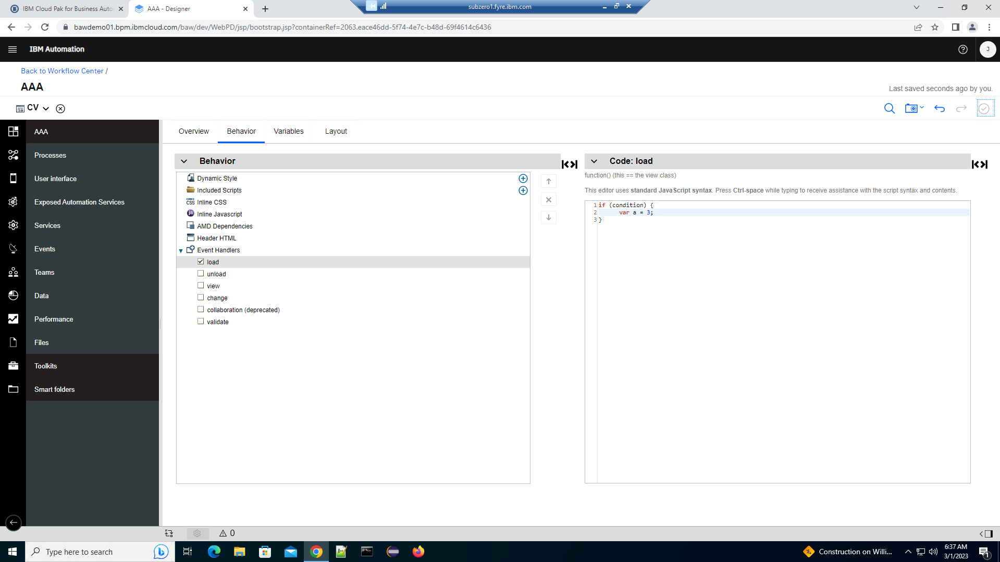 IBM Cloud Pak for Business Auto
AAA - Designer
subzero1.fyre.ibm.com
bawdemo01.bpm.ibmcloud.com/baw/dev/WebPD/jsp/bootstrap.jsp?containerRef=2063.eace46dd-5f74-4e7c-b48d-69f4614c6436
IBM Automation
J
Back to Workflow Center /
AAA
Last saved seconds ago by you.
CV
AAA
Processes
User interface
Exposed Automation Services
Services
Events
Teams
Data
Performance
Files
Toolkits
Smart folders
Overview
Behavior
Variables
Layout
Behavior
Dynamic Style
Included Scripts
CSS Inline CSS
JS Inline Javascript
AMD Dependencies
Header HTML
Event Handlers
load
unload
view
change
collaboration (deprecated)
validate
Code: load
function() (this == the view class)
This editor uses standard JavaScript syntax. Press Ctrl-space while typing to receive assistance with the script syntax and contents.
1 if (condition) {
2 var a = 3;
3 }
0
Type here to search
Construction on Willi...
6:37 AM
3/1/2023
1